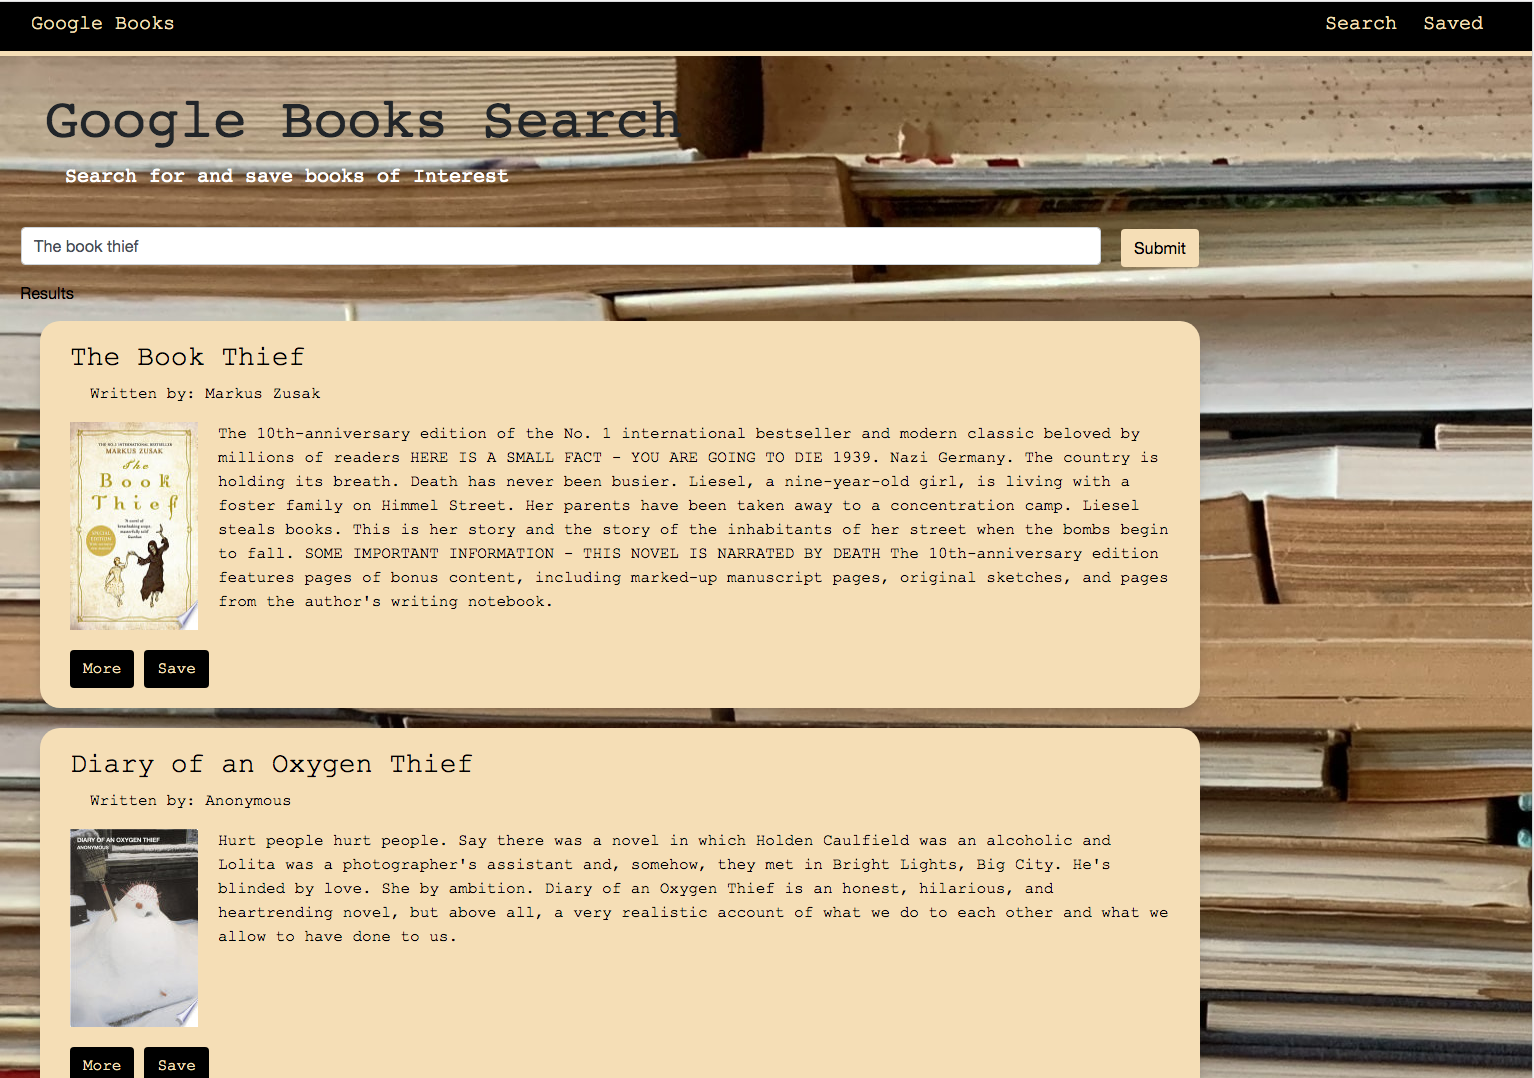 Google Books
Search Saved
Google Books Search
Search for and save books of Interest
The book thief
Submit
Results
The Book Thief
Written by: Markus Zusak
THE NO.1 INTERNATIONAL BESTSELLER
MARKUS ZUSAK
The
Book
Thief
The 10th-anniversary edition of the No. 1 international bestseller and modern classic beloved by
millions of readers HERE IS A SMALL FACT - YOU ARE GOING TO DIE 1939. Nazi Germany. The country is
holding its breath. Death has never been busier. Liesel, a nine-year-old girl, is living with a
foster family on Himmel Street. Her parents have been taken away to a concentration camp. Liesel
steals books. This is her story and the story of the inhabitants of her street when the bombs begin
to fall. SOME IMPORTANT INFORMATION - THIS NOVEL IS NARRATED BY DEATH The 10th-anniversary edition
features pages of bonus content, including marked-up manuscript pages, original sketches, and pages
from the author's writing notebook.
More Save
Diary of an Oxygen Thief
Written by: Anonymous
DIARY OF AN OXYGEN THIEF
ANONYMOUS
Hurt people hurt people. Say there was a novel in which Holden Caulfield was an alcoholic and
Lolita was a photographer's assistant and, somehow, they met in Bright Lights, Big City. He's
blinded by love. She by ambition. Diary of an Oxygen Thief is an honest, hilarious, and
heartrending novel, but above all, a very realistic account of what we do to each other and what we
allow to have done to us.
More Save